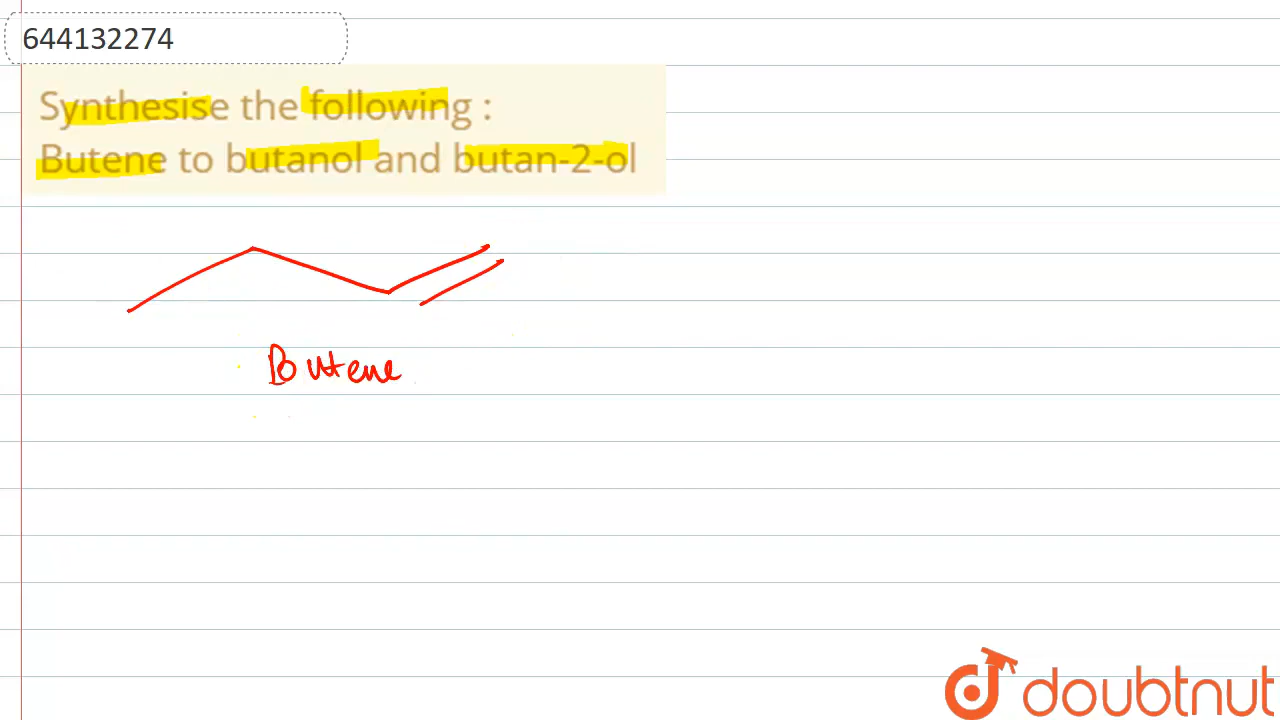 644132274
Synthesise the following :
Butene to butanol and butan-2-ol
Butene
doubtnut